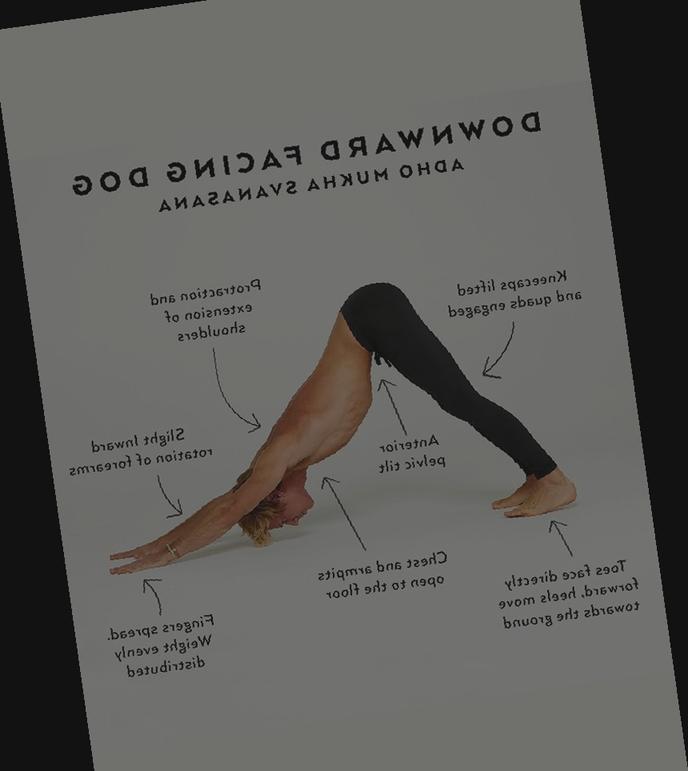 DOWNWARD FACING DOG
ADHO MUKHA SVANASANA
Protraction and
extension of
shoulders
Kneecaps lifted
and quads engaged
Slight Inward
rotation of forearms
Anterior
pelvic tilt
Chest and armpits
open to the floor
Toes face directly
forward, heels move
towards the ground
Fingers spread.
Weight evenly
distributed